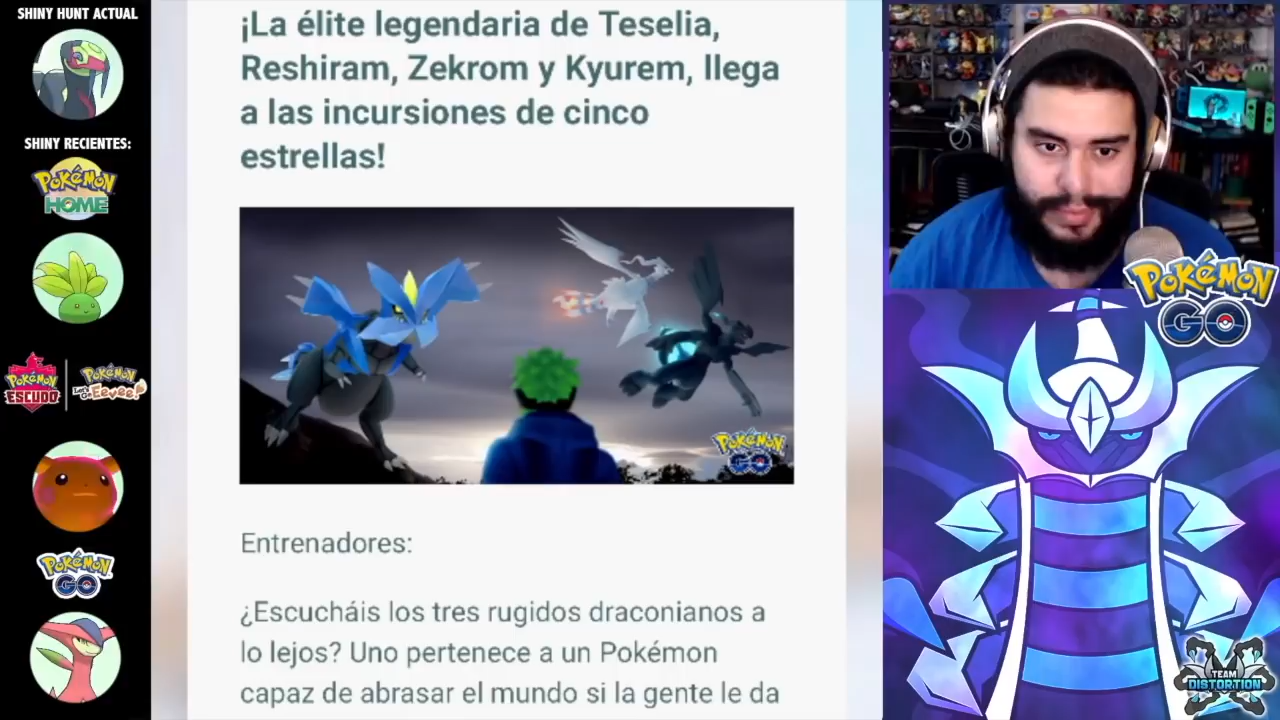 SHINY HUNT ACTUAL
SHINY RECIENTES:
POKÉMON
HOME
POKÉMON
ESCUDO
POKÉMON
Let's Go
Eevee!
POKÉMON
GO
¡La élite legendaria de Teselia,
Reshiram, Zekrom y Kyurem, llega
a las incursiones de cinco
estrellas!
POKÉMON
GO
Entrenadores:
¿Escucháis los tres rugidos draconianos a
lo lejos? Uno pertenece a un Pokémon
capaz de abrasar el mundo si la gente le da
POKÉMON
GO
TEAM
DISTORTION